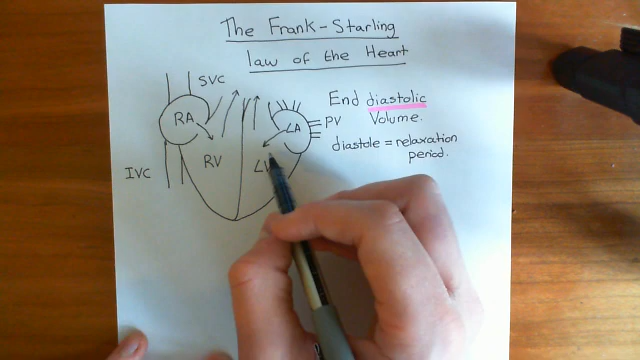 The Frank-Starling
law of the Heart
SVC
RA
LA
End diastolic
Volume.
PV
diastole = relaxation
period.
RV
IVC